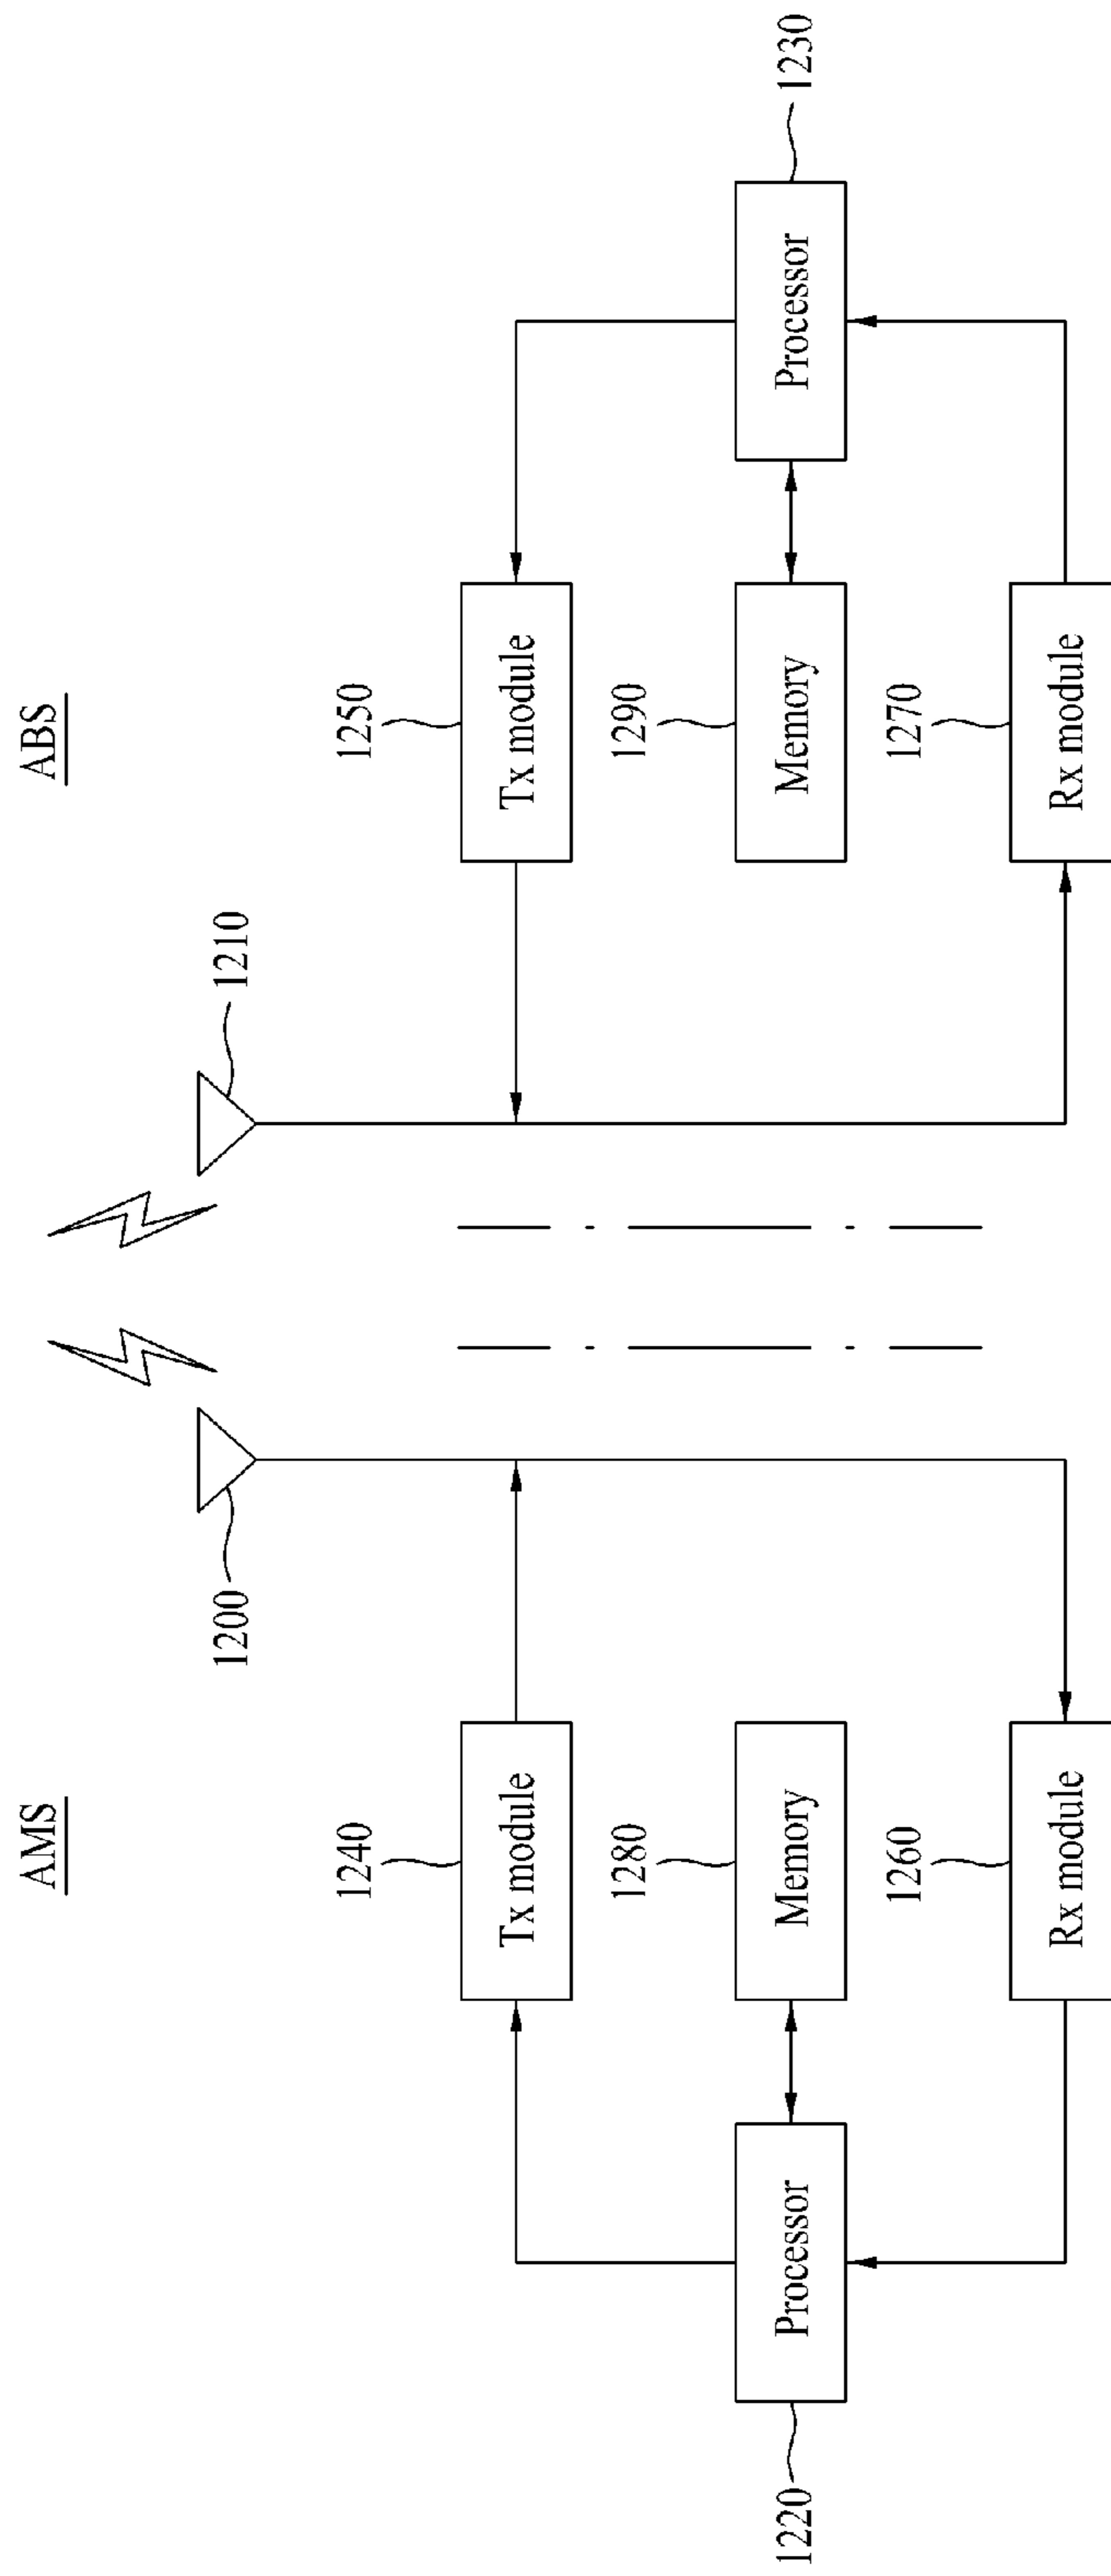 AMS
ABS
1200
1210
1240
Tx module
1250
Tx module
1220
Processor
1280
Memory
1290
Memory
Processor
1230
1260
Rx module
1270
Rx module